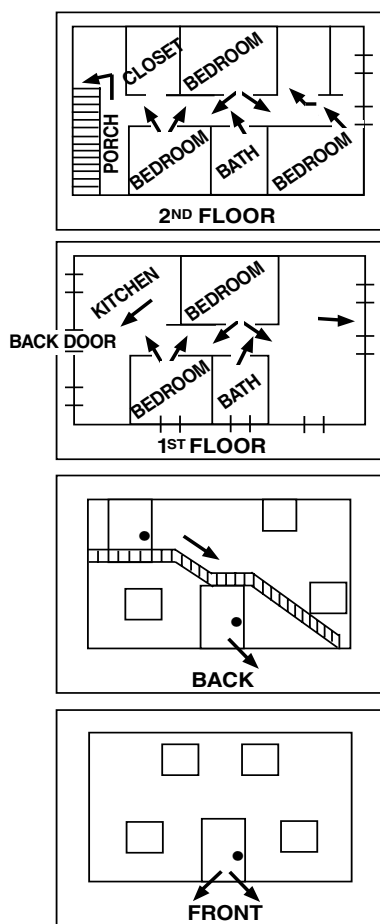 CLOSET
BEDROOM
PORCH
BEDROOM
BATH
BEDROOM
2ND FLOOR
KITCHEN
BEDROOM
BACK DOOR
BEDROOM
BATH
1ST FLOOR
BACK
FRONT